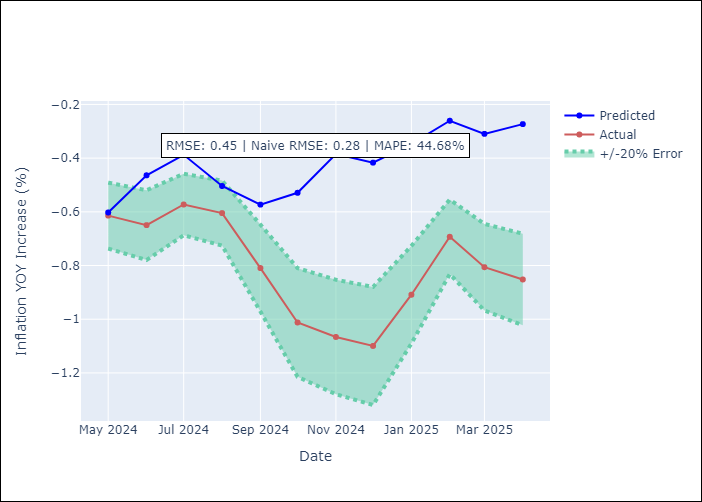 −0.2
−0.4
−0.6
−0.8
−1
−1.2
Inflation YOY Increase (%)
RMSE: 0.45 | Naive RMSE: 0.28 | MAPE: 44.68%
Predicted
Actual
+/-20% Error
May 2024
Jul 2024
Sep 2024
Nov 2024
Jan 2025
Mar 2025
Date